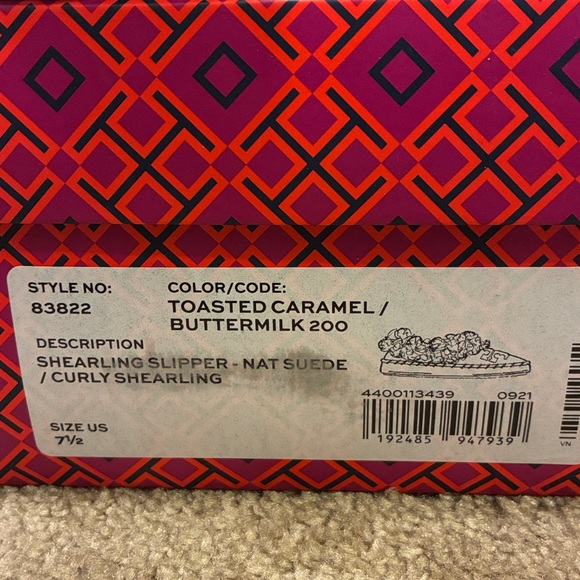 STYLE NO:
83822
COLOR/CODE:
TOASTED CARAMEL /
BUTTERMILK 200
DESCRIPTION
SHEARLING SLIPPER - NAT SUEDE
/ CURLY SHEARLING
SIZE US
7½
4400113439 0921
192485 947939
VN